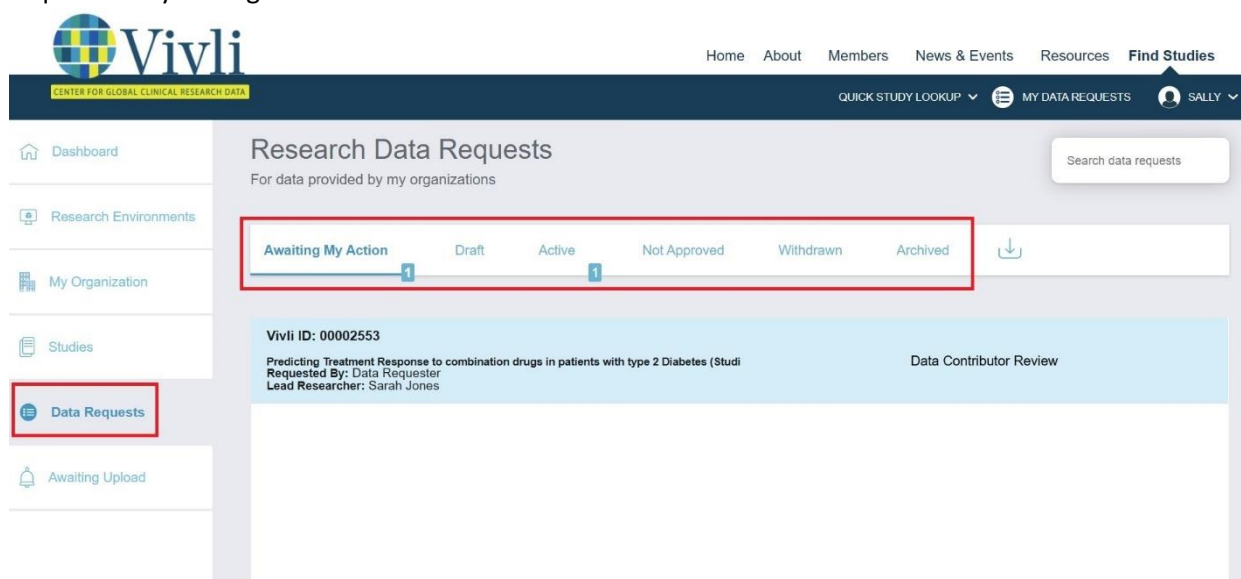 Vivli
CENTER FOR GLOBAL CLINICAL RESEARCH DATA
Home About Members News & Events Resources Find Studies
QUICK STUDY LOOKUP MY DATA REQUESTS SALLY
Dashboard
Research Environments
My Organization
Studies
Data Requests
Awaiting Upload
Research Data Requests
For data provided by my organizations
Search data requests
Awaiting My Action Draft Active Not Approved Withdrawn Archived
1 1
Vivli ID: 00002553
Predicting Treatment Response to combination drugs in patients with type 2 Diabetes (Studi
Requested By: Data Requester
Lead Researcher: Sarah Jones
Data Contributor Review